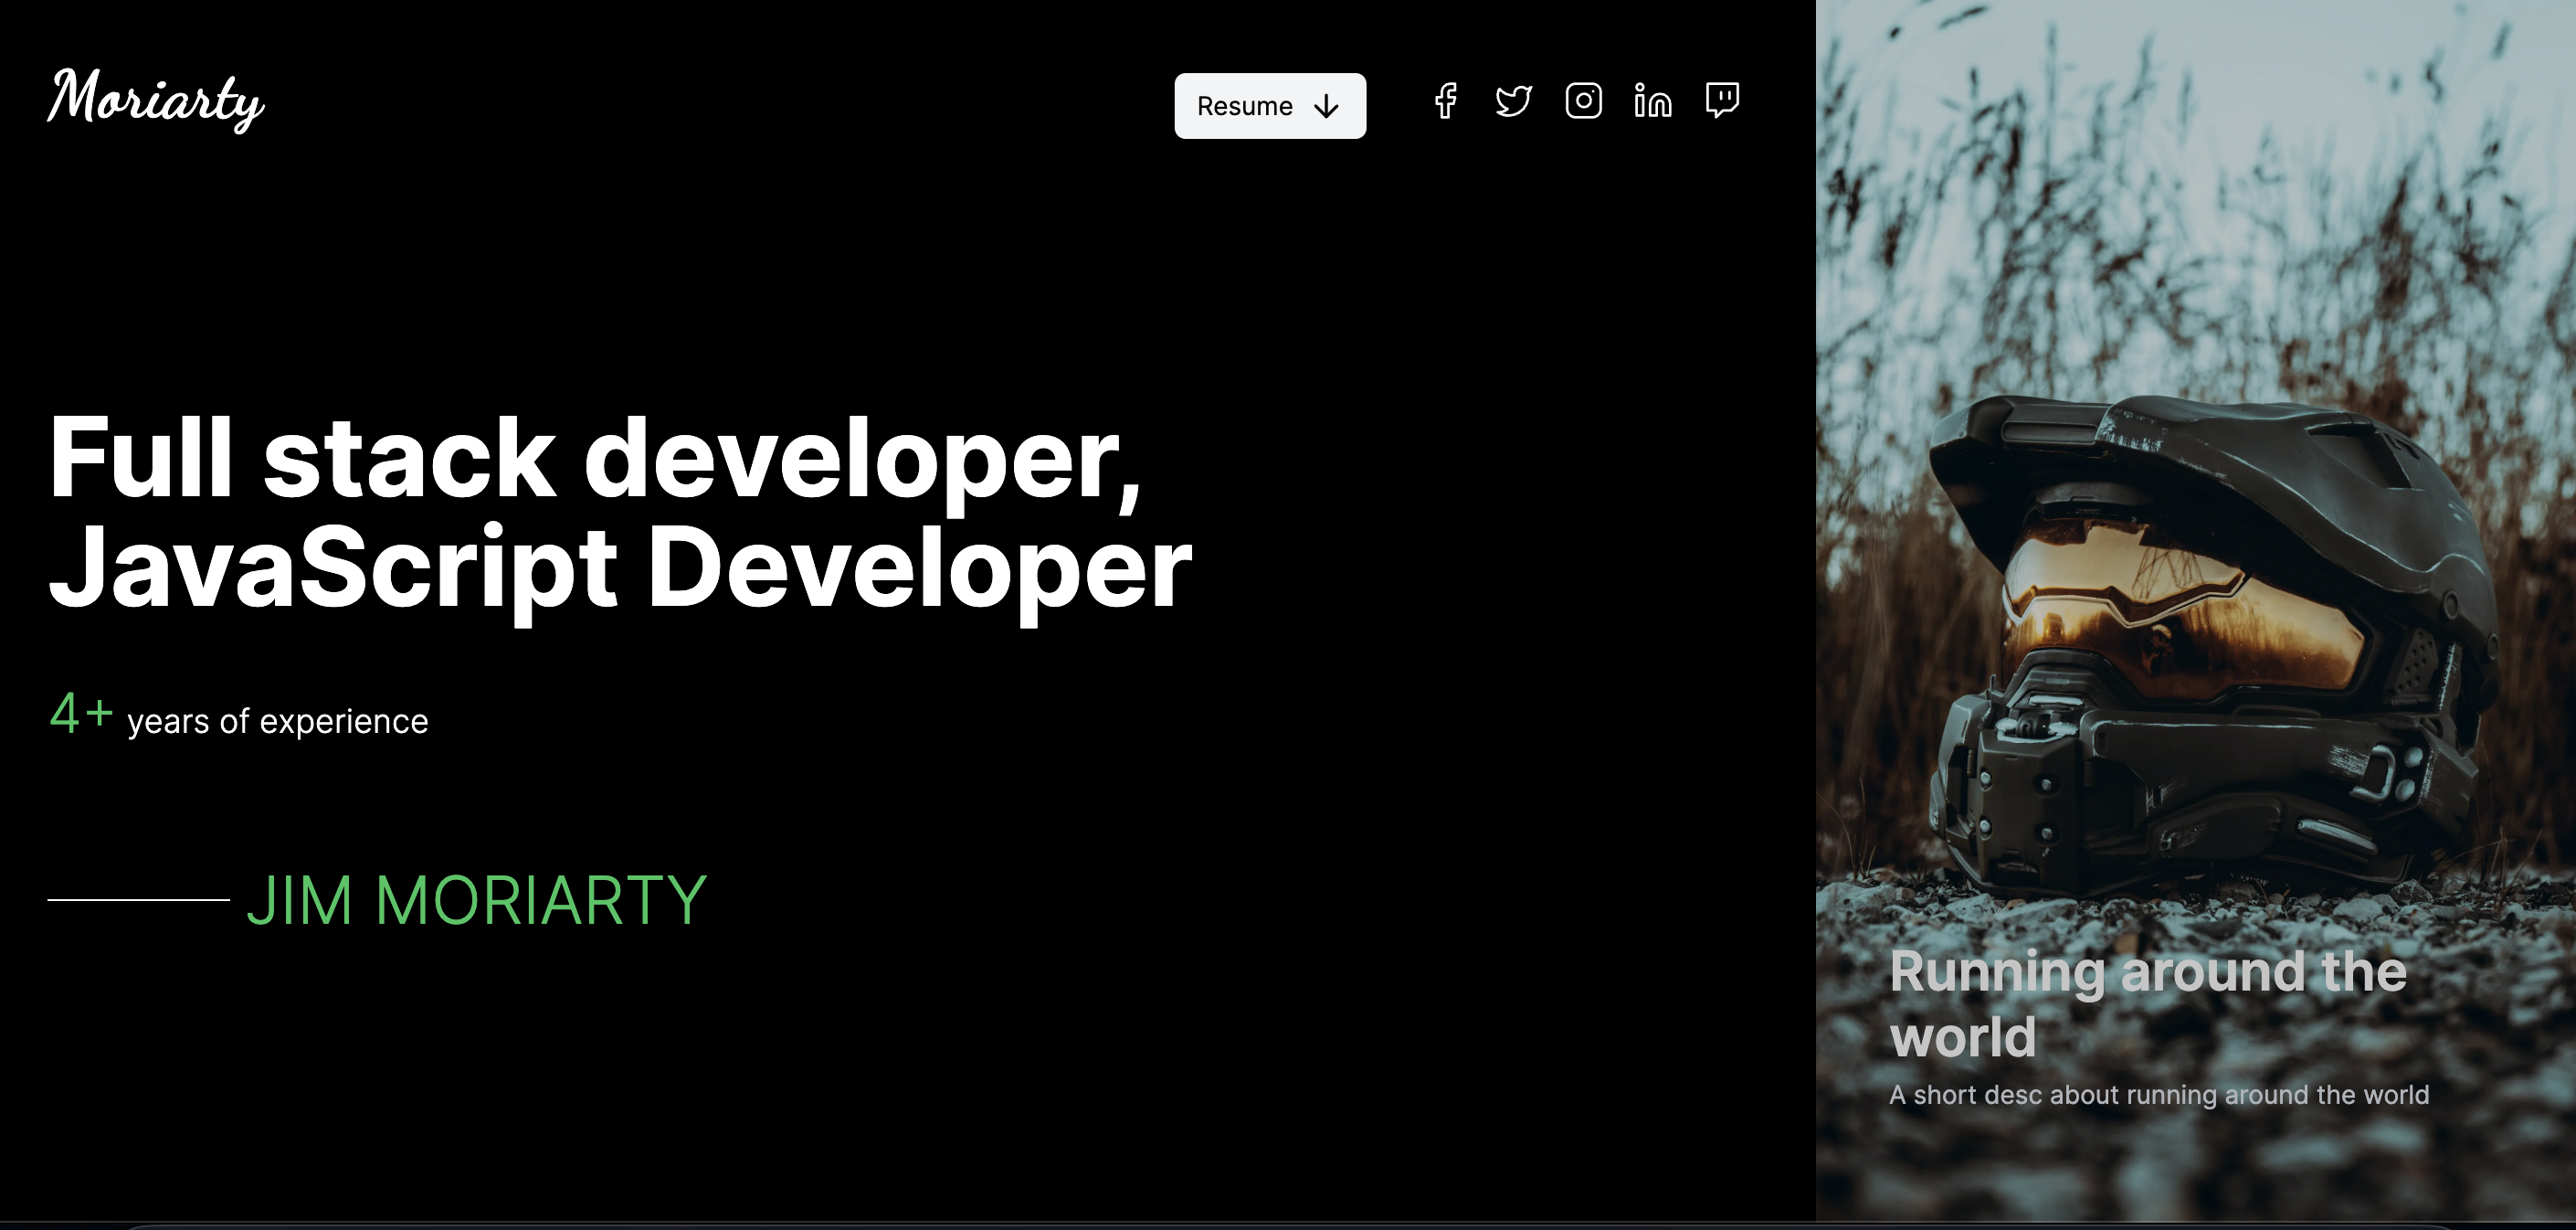 Moriarty
Resume
Full stack developer,
JavaScript Developer
4+ years of experience
JIM MORIARTY
Running around the
world
A short desc about running around the world